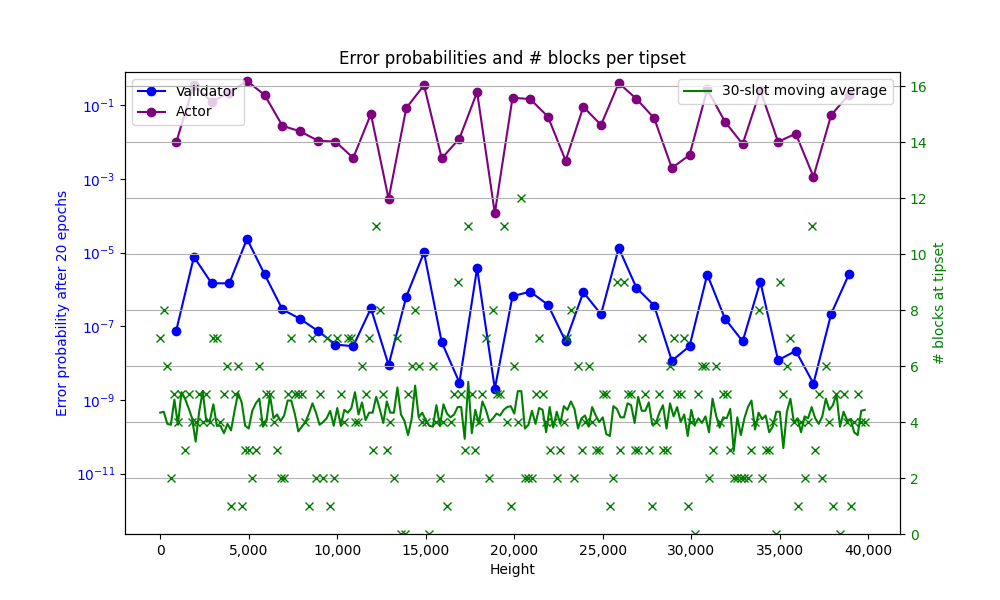 Error probabilities and # blocks per tipset
Validator
Actor
30-slot moving average
Error probability after 20 epochs
10⁻¹
10⁻³
10⁻⁵
10⁻⁷
10⁻⁹
10⁻¹¹
# blocks at tipset
16
14
12
10
8
6
4
2
0
0 5,000 10,000 15,000 20,000 25,000 30,000 35,000 40,000
Height